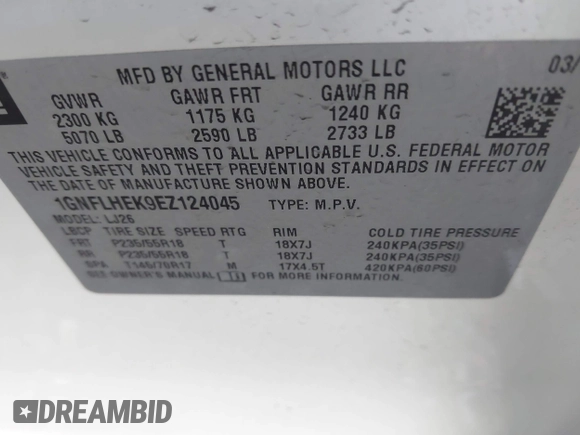 MFD BY GENERAL MOTORS LLC
03/
GVWR GAWR FRT GAWR RR
2300 KG 1175 KG 1240 KG
5070 LB 2590 LB 2733 LB
THIS VEHICLE CONFORMS TO ALL APPLICABLE U.S. FEDERAL MOTOR
VEHICLE SAFETY AND THEFT PREVENTION STANDARDS IN EFFECT ON
THE DATE OF MANUFACTURE SHOWN ABOVE.
1GNFLHEK9EZ124045 TYPE: M.P.V.
MODEL: LJ26
LBCP TIRE SIZE SPEED RTG RIM COLD TIRE PRESSURE
FRT P235/55R18 T 18X7J 240KPA(35PSI)
RR P235/55R18 T 18X7J 240KPA(35PSI)
SPA T145/70R17 M 17X4.5T 420KPA(60PSI)
SEE OWNER'S MANUAL FOR MORE INFORMATION.
DREAMBID